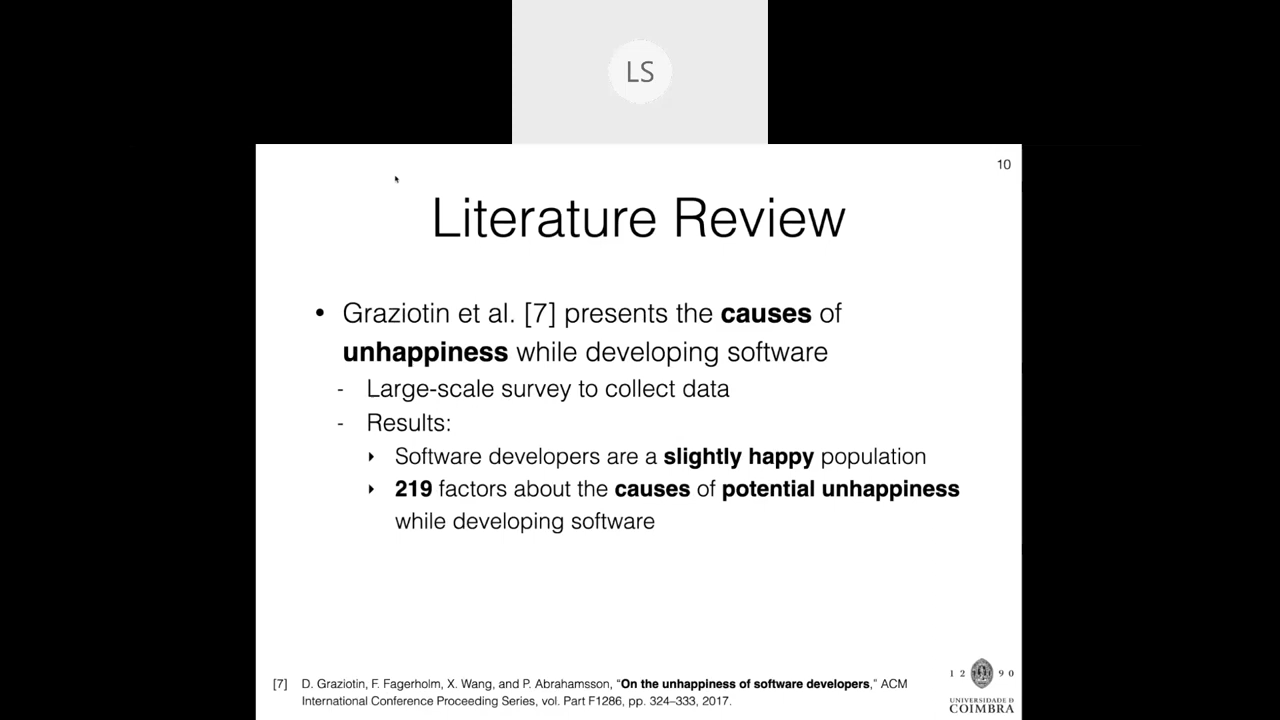 LS
10
Literature Review
• Graziotin et al. [7] presents the causes of
unhappiness while developing software
- Large-scale survey to collect data
- Results:
‣ Software developers are a slightly happy population
‣ 219 factors about the causes of potential unhappiness
while developing software
[7] D. Graziotin, F. Fagerholm, X. Wang, and P. Abrahamsson, “On the unhappiness of software developers,” ACM
International Conference Proceeding Series, vol. Part F1286, pp. 324–333, 2017.
1 2 9 0
UNIVERSIDADE D
COIMBRA